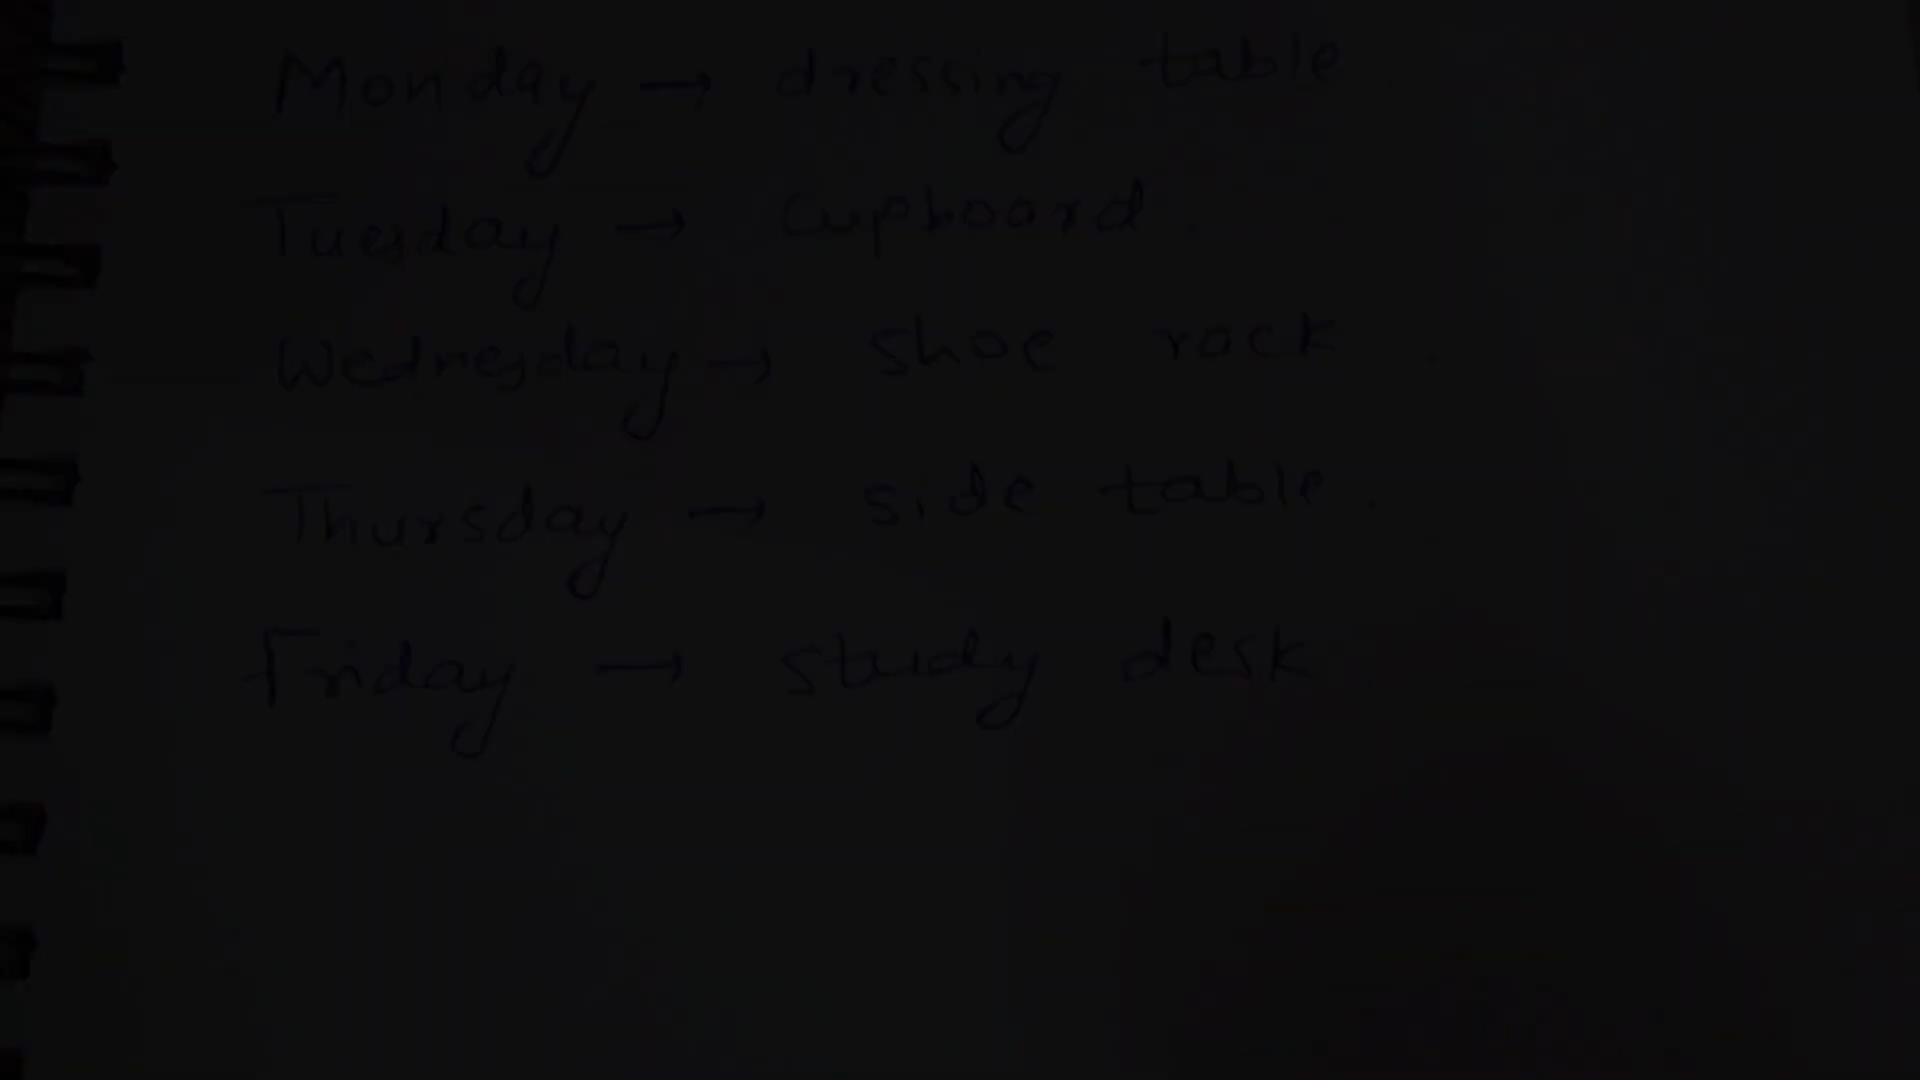 Monday → dressing table.
Tuesday → cupboard.
Wednesday → shoe rack.
Thursday → side table.
Friday → study desk